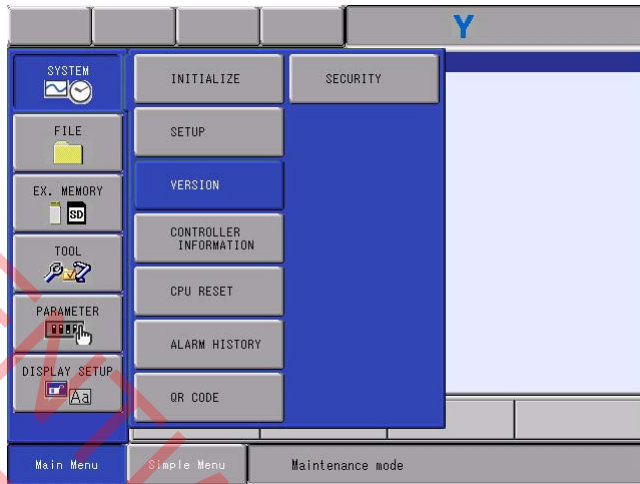 Y
SYSTEM
FILE
EX. MEMORY
SD
TOOL
PARAMETER
DISPLAY SETUP
Aa
INITIALIZE
SETUP
VERSION
CONTROLLER
INFORMATION
CPU RESET
ALARM HISTORY
QR CODE
SECURITY
Main Menu
Simple Menu
Maintenance mode